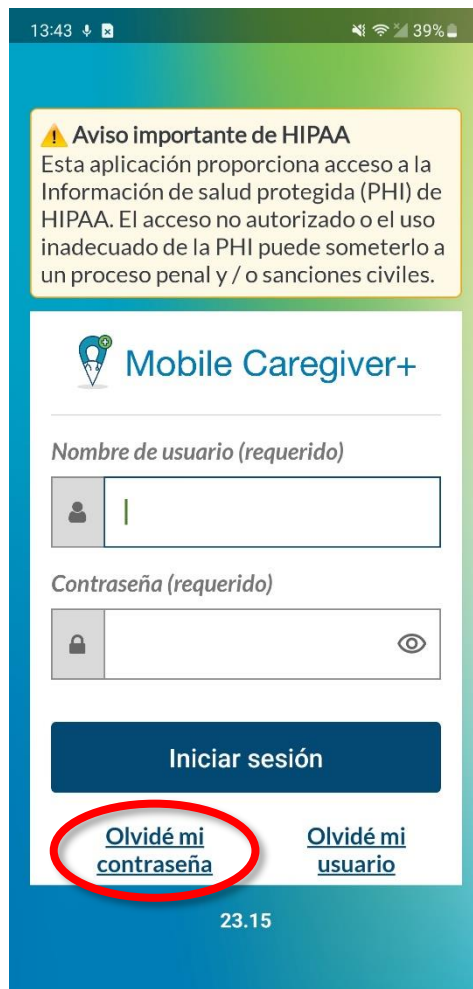 13:43 39%
Aviso importante de HIPAA
Esta aplicación proporciona acceso a la
Información de salud protegida (PHI) de
HIPAA. El acceso no autorizado o el uso
inadecuado de la PHI puede someterlo a
un proceso penal y / o sanciones civiles.
Mobile Caregiver+
Nombre de usuario (requerido)
Contraseña (requerido)
Iniciar sesión
Olvidé mi
contraseña
Olvidé mi
usuario
23.15